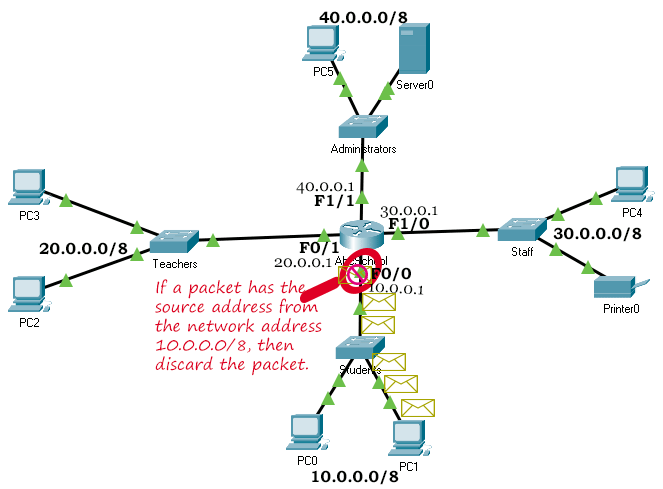 40.0.0.0/8
PC5
Server0
Administrators
40.0.0.1
F1/1
30.0.0.1
F1/0
PC3
PC4
20.0.0.0/8
Teachers
F0/1
20.0.0.1
Staff
30.0.0.0/8
F0/0
10.0.0.1
PC2
Printer0
If a packet has the
source address from
the network address
10.0.0.0/8, then
discard the packet.
Students
PC0
PC1
10.0.0.0/8